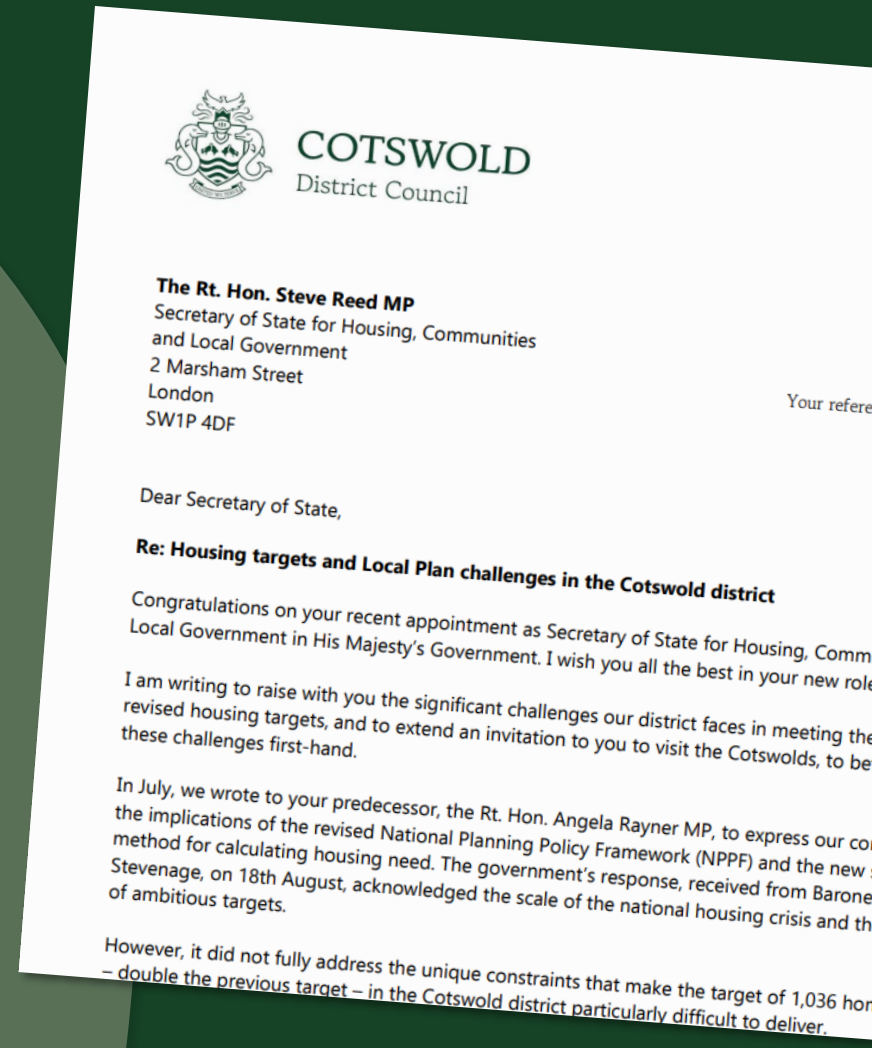 COTSWOLD
District Council
The Rt. Hon. Steve Reed MP
Secretary of State for Housing, Communities
and Local Government
2 Marsham Street
London
SW1P 4DF
Your refere
Dear Secretary of State,
Re: Housing targets and Local Plan challenges in the Cotswold district
Congratulations on your recent appointment as Secretary of State for Housing, Comm
Local Government in His Majesty's Government. I wish you all the best in your new role
I am writing to raise with you the significant challenges our district faces in meeting the
revised housing targets, and to extend an invitation to you to visit the Cotswolds, to be
these challenges first-hand.
In July, we wrote to your predecessor, the Rt. Hon. Angela Rayner MP, to express our co
the implications of the revised National Planning Policy Framework (NPPF) and the new
method for calculating housing need. The government's response, received from Barone
Stevenage, on 18th August, acknowledged the scale of the national housing crisis and th
of ambitious targets.
However, it did not fully address the unique constraints that make the target of 1,036 hom
– double the previous target – in the Cotswold district particularly difficult to deliver.